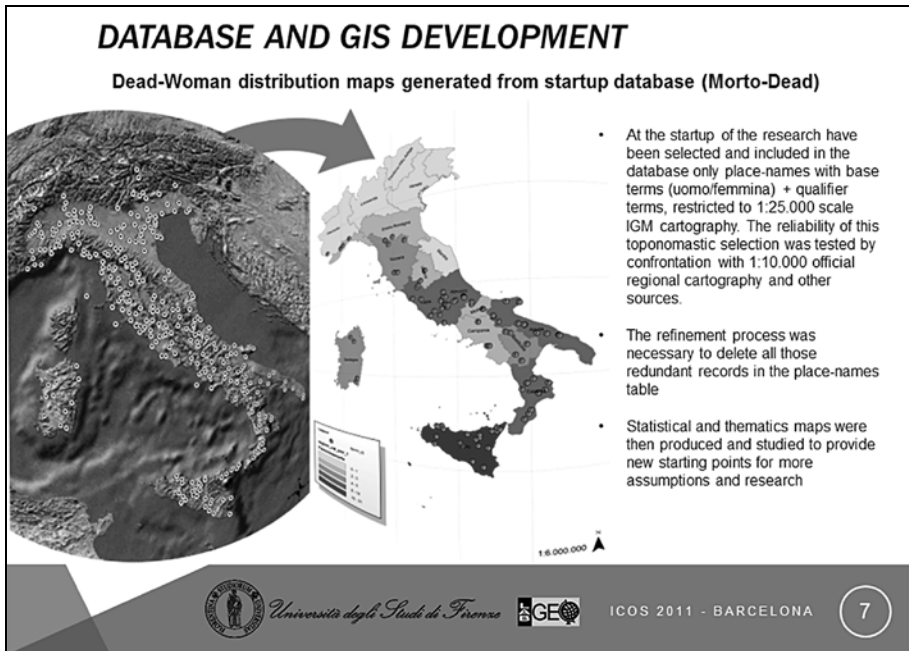 DATABASE AND GIS DEVELOPMENT
Dead-Woman distribution maps generated from startup database (Morto-Dead)
• At the startup of the research have
been selected and included in the
database only place-names with base
terms (uomo/femmina) + qualifier
terms, restricted to 1:25.000 scale
IGM cartography. The reliability of this
toponomastic selection was tested by
confrontation with 1:10.000 official
regional cartography and other
sources.
• The refinement process was
necessary to delete all those
redundant records in the place-names
table
• Statistical and thematics maps were
then produced and studied to provide
new starting points for more
assumptions and research
Campania
N
1:6.000.000
Università degli Studi di Firenze
LAB
GEO
ICOS 2011 - BARCELONA
7